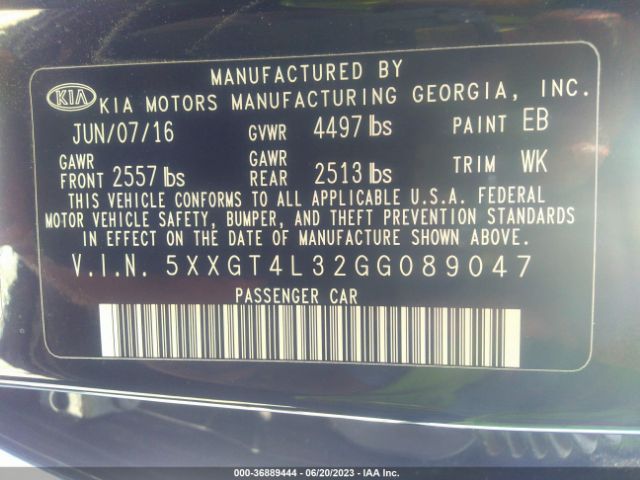 MANUFACTURED BY
KIA KIA MOTORS MANUFACTURING GEORGIA, INC.
JUN/07/16 GVWR 4497 lbs PAINT EB
GAWR FRONT 2557 lbs GAWR REAR 2513 lbs TRIM WK
THIS VEHICLE CONFORMS TO ALL APPLICABLE U.S.A. FEDERAL
MOTOR VEHICLE SAFETY, BUMPER, AND THEFT PREVENTION STANDARDS
IN EFFECT ON THE DATE OF MANUFACTURE SHOWN ABOVE.
V.I.N. 5XXGT4L32GG089047
PASSENGER CAR
000-36889444 - 06/20/2023 - IAA Inc.